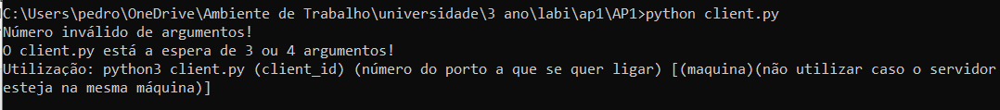 C:\Users\pedro\OneDrive\Ambiente de Trabalho\universidade\3 ano\labi\ap1\AP1>python client.py
Número inválido de argumentos!
O client.py está a espera de 3 ou 4 argumentos!
Utilização: python3 client.py (client_id) (número do porto a que se quer ligar) [(maquina)(não utilizar caso o servidor
esteja na mesma máquina)]